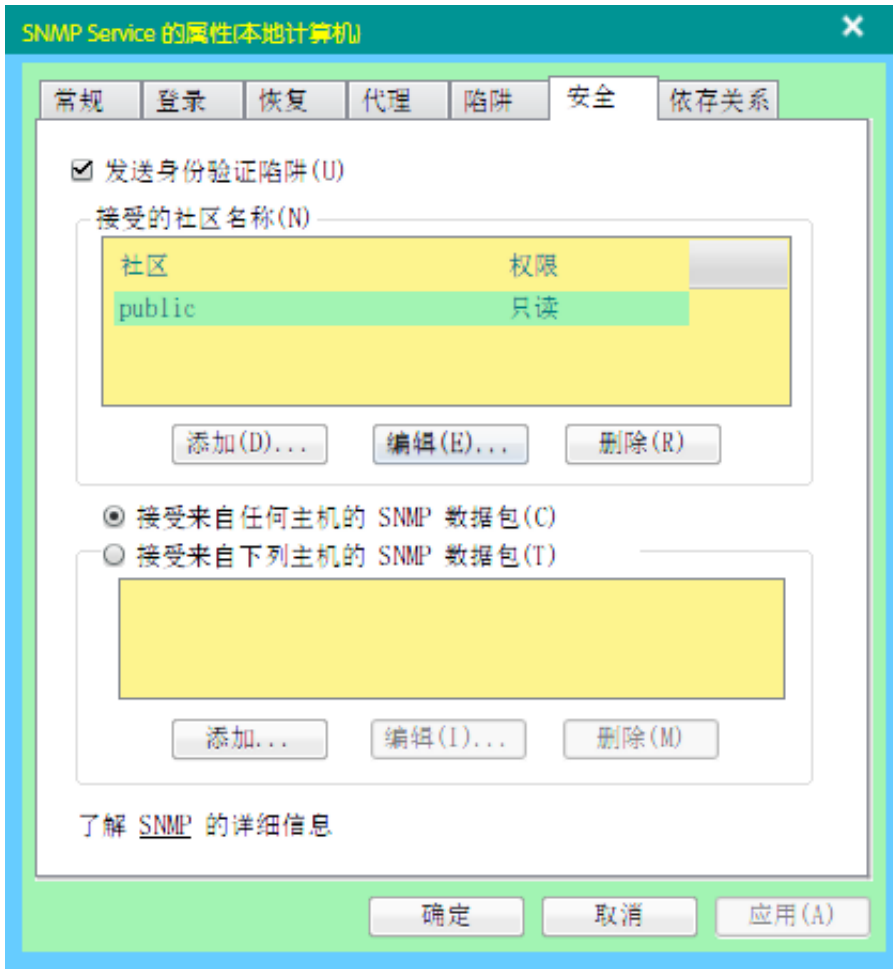 SNMP Service 的属性(本地计算机)
常规 登录 恢复 代理 陷阱 安全 依存关系
发送身份验证陷阱(U)
接受的社区名称(N)
社区 权限
public 只读
添加(D)... 编辑(E)... 删除(R)
接受来自任何主机的 SNMP 数据包(C)
接受来自下列主机的 SNMP 数据包(T)
添加... 编辑(I)... 删除(M)
了解 SNMP 的详细信息
确定 取消 应用(A)